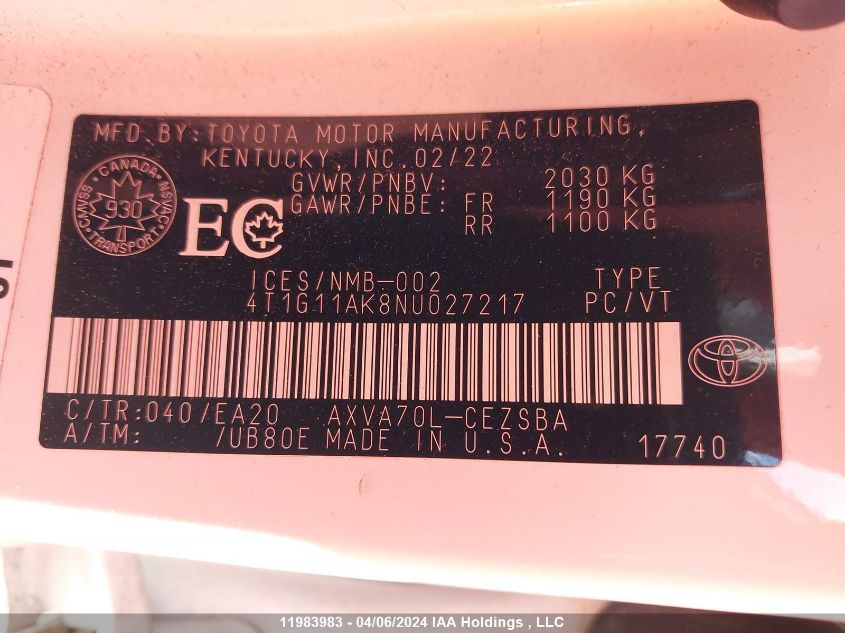 MFD. BY: TOYOTA MOTOR MANUFACTURING,
KENTUCKY, INC. 02/22
GVWR/PNBV: 2030 KG
GAWR/PNBE: FR 1190 KG
RR 1100 KG
CANADA
930
TRANSPORT
CMVSS
NSVAC
EC
ICES/NMB-002 TYPE
4T1G11AK8NU027217 PC/VT
C/TR: 040 /EA20 AXVA70L-CEZSBA
A/TM: /UB80E MADE IN U.S.A. 17740
11983983 - 04/06/2024 IAA Holdings , LLC